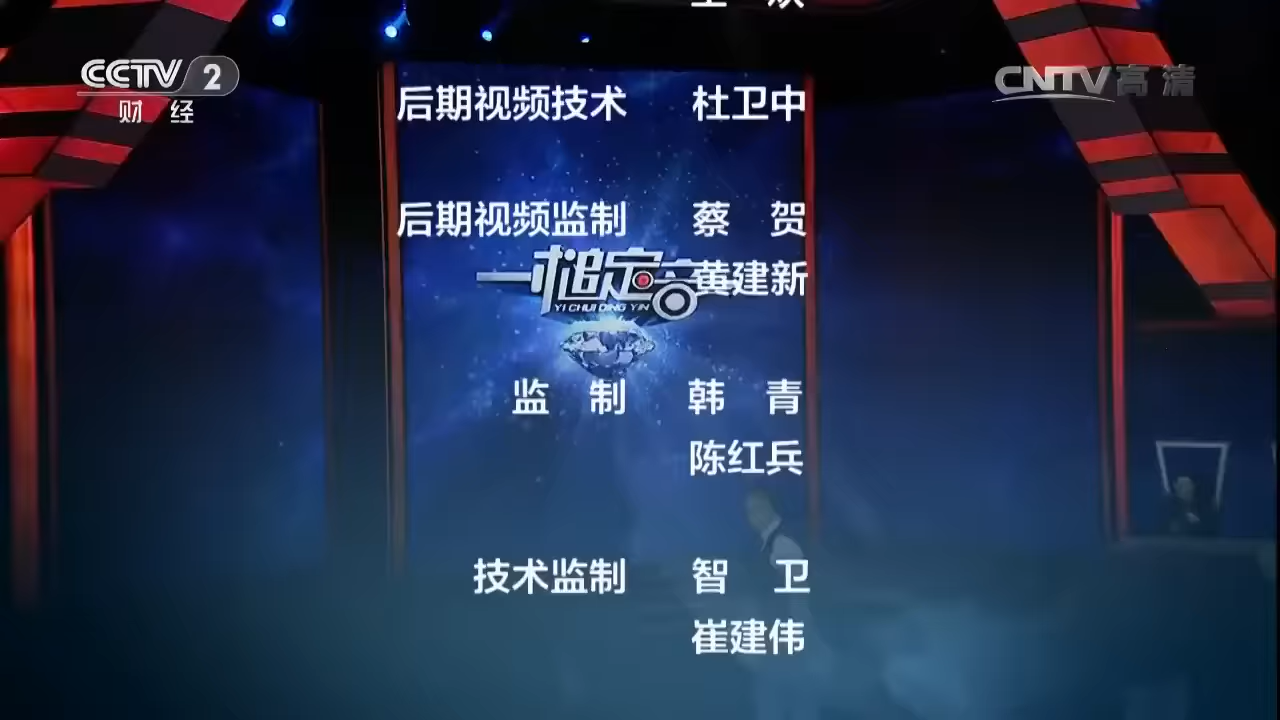 CCTV 2
财 经
CNTV高清
后期视频技术 杜卫中
后期视频监制 蔡 贺
黄建新
一槌定音
YI CHUI DING YIN
监 制 韩 青
陈红兵
技术监制 智 卫
崔建伟